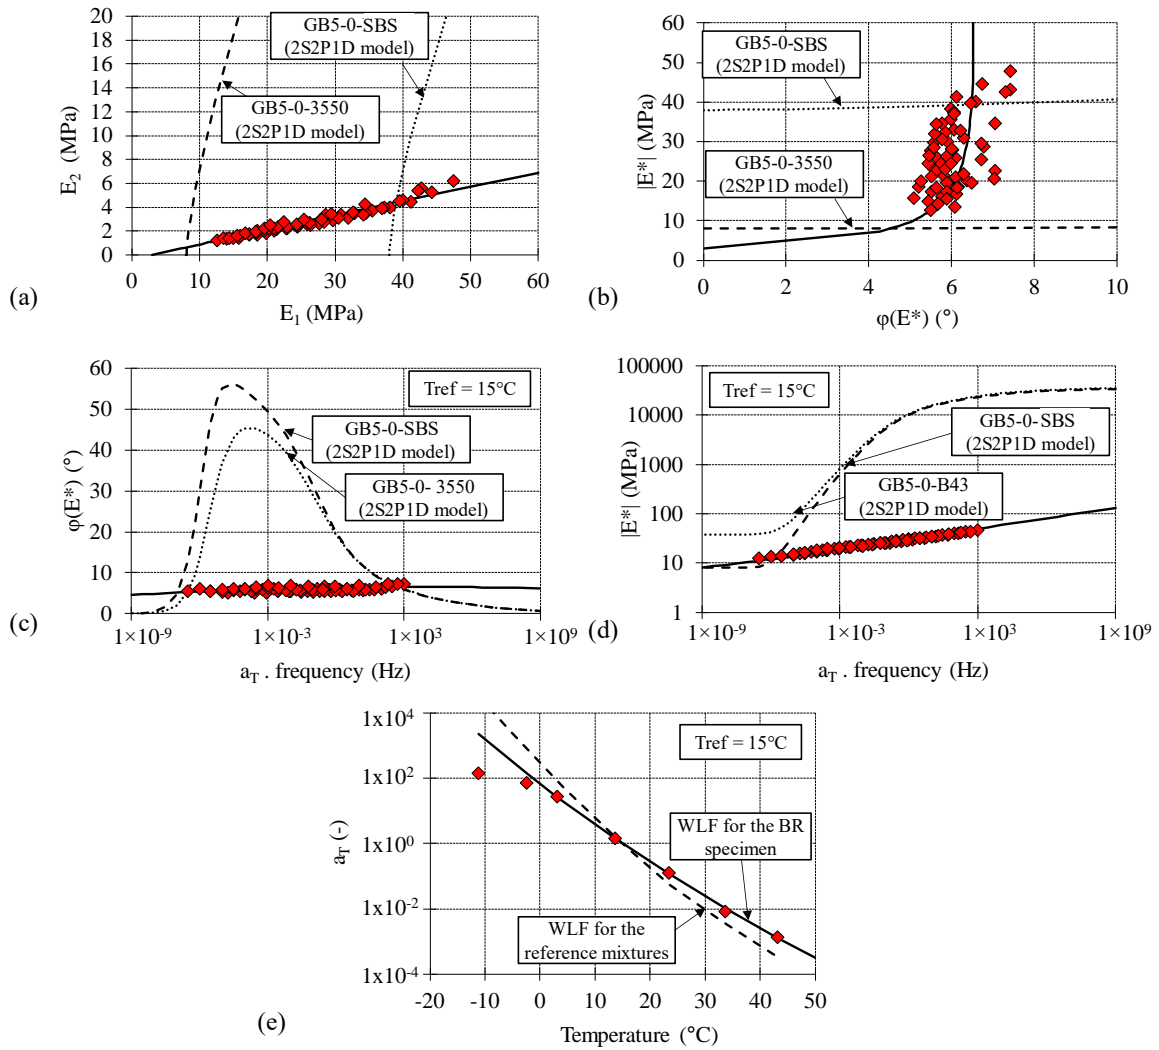 20
18
16
14
12
10
8
6
4
2
0
E2 (MPa)
GB5-0-SBS
(2S2P1D model)
GB5-0-3550
(2S2P1D model)
0 10 20 30 40 50 60
E1 (MPa)
(a)
60
50
40
30
20
10
0
|E*| (MPa)
GB5-0-SBS
(2S2P1D model)
GB5-0-3550
(2S2P1D model)
0 2 4 6 8 10
φ(E*) (°)
(b)
60
50
40
30
20
10
0
φ(E*) (°)
Tref = 15°C
GB5-0-SBS
(2S2P1D model)
GB5-0- 3550
(2S2P1D model)
1×10-9 1×10-3 1×103 1×109
aT . frequency (Hz)
(c)
100000
10000
1000
100
10
1
|E*| (MPa)
Tref = 15°C
GB5-0-SBS
(2S2P1D model)
GB5-0-B43
(2S2P1D model)
1×10-9 1×10-3 1×103 1×109
aT . frequency (Hz)
(d)
1x104
1x102
1x100
1x10-2
1x10-4
aT (-)
Tref = 15°C
WLF for the BR
specimen
WLF for the
reference mixtures
-20 -10 0 10 20 30 40 50
Temperature (°C)
(e)